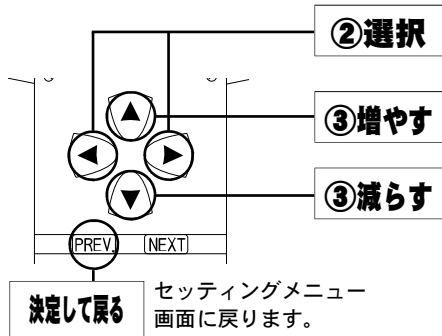 ②選択
③増やす
③減らす
PREV. NEXT
決定して戻る
セッティングメニュー
画面に戻ります。